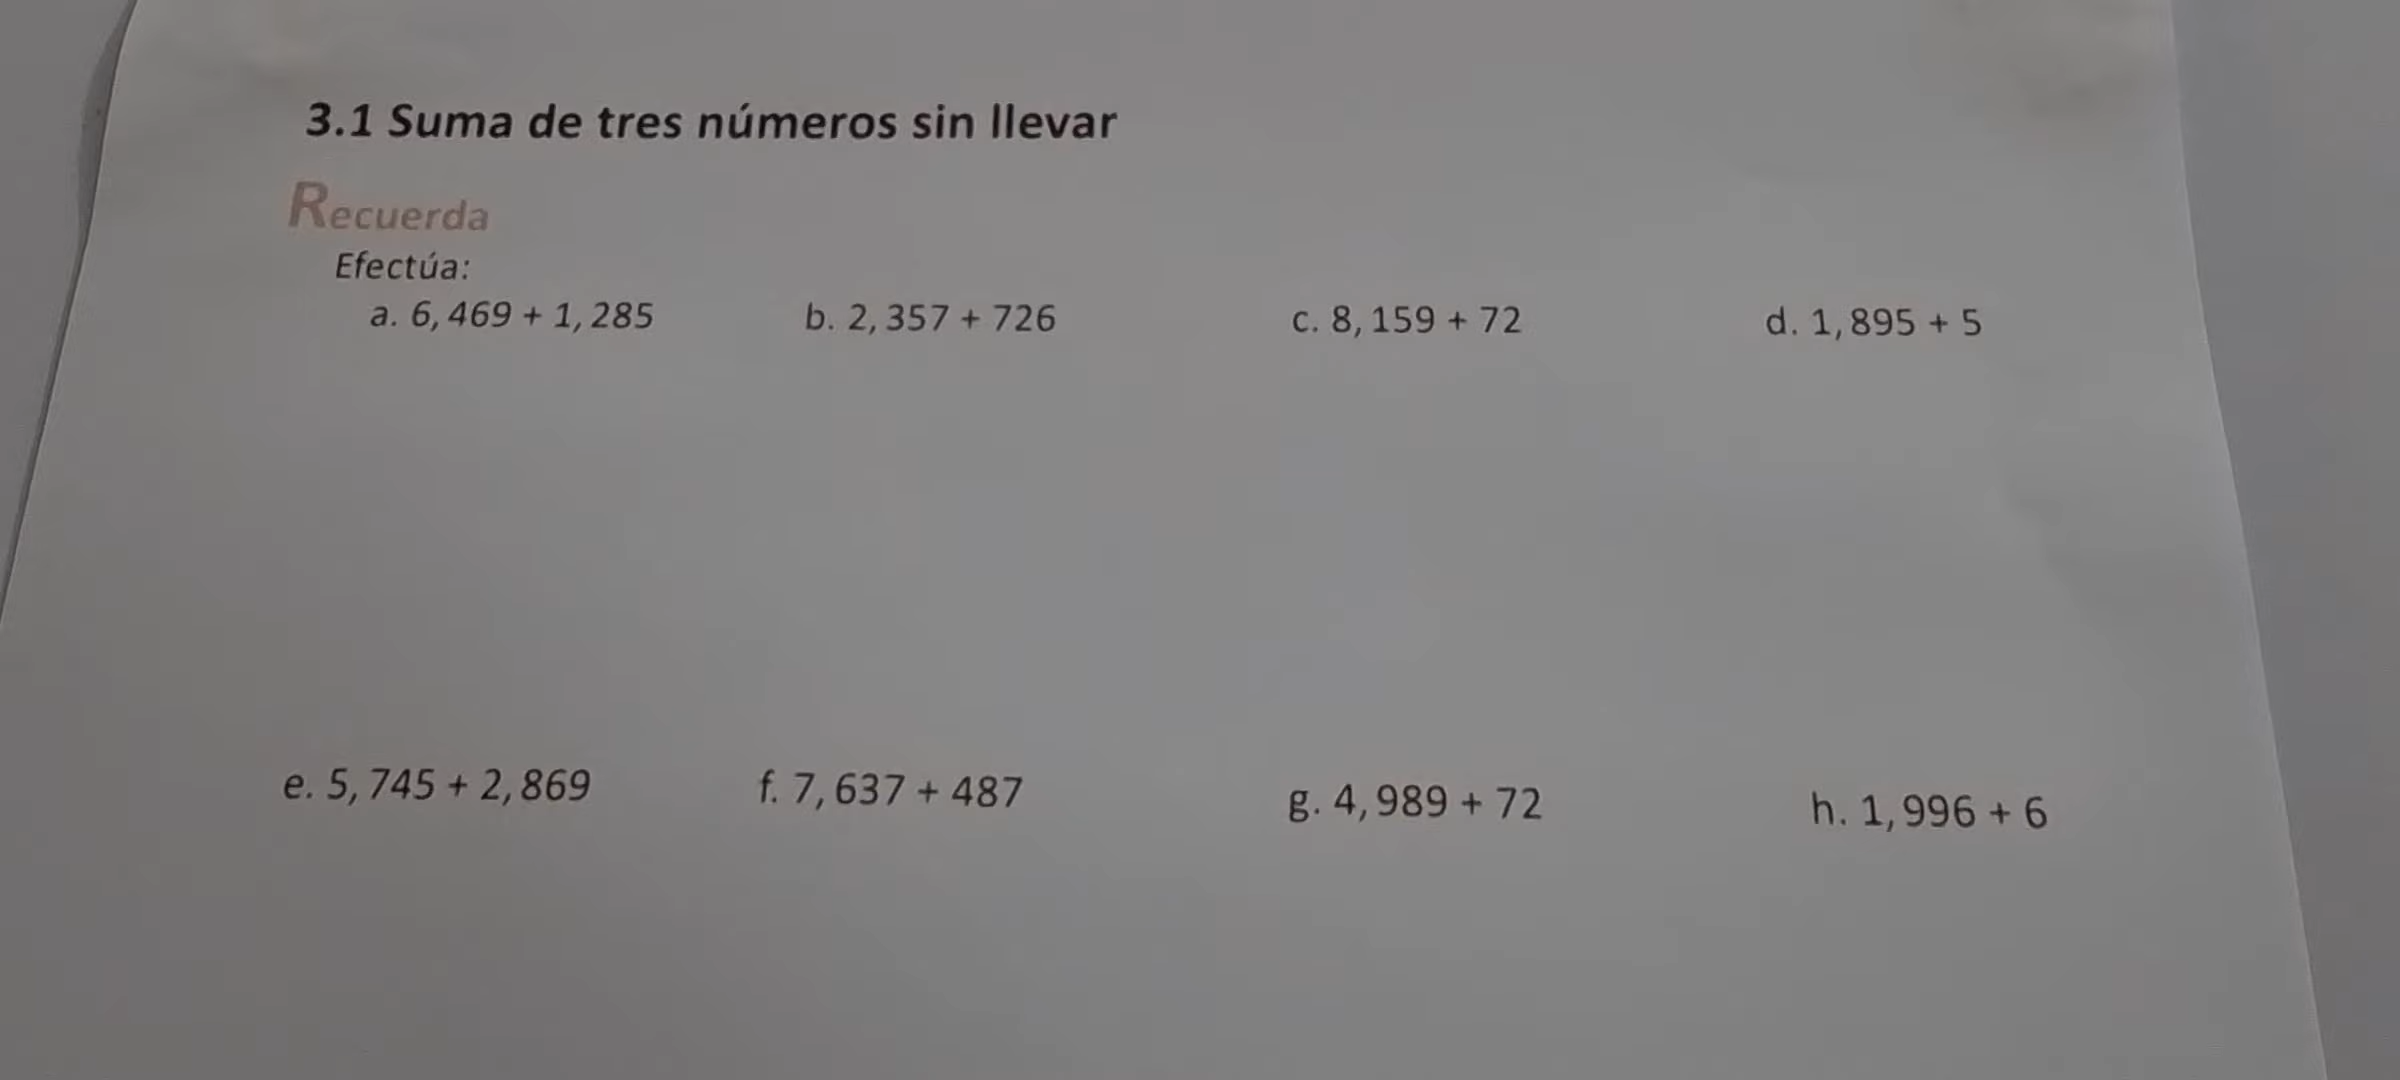 3.1 Suma de tres números sin llevar
Recuerda
Efectúa:
a. 6, 469 + 1, 285 b. 2, 357 + 726 c. 8, 159 + 72 d. 1, 895 + 5
e. 5, 745 + 2, 869 f. 7, 637 + 487 g. 4, 989 + 72 h. 1, 996 + 6